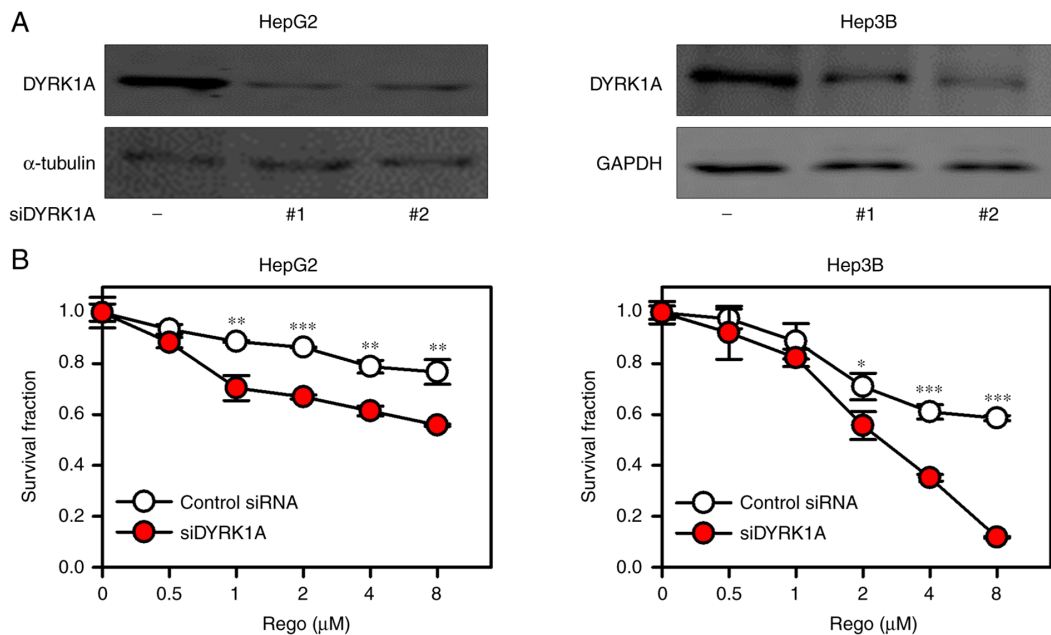 A
HepG2
Hep3B
DYRK1A
DYRK1A
α-tubulin
GAPDH
siDYRK1A – #1 #2
– #1 #2
B
HepG2
Hep3B
Survival fraction
1.0
0.8
0.6
0.4
0.2
0.0
** *** ** **
Control siRNA
siDYRK1A
0 0.5 1 2 4 8
Rego (μM)
Survival fraction
1.0
0.8
0.6
0.4
0.2
0.0
* *** ***
Control siRNA
siDYRK1A
0 0.5 1 2 4 8
Rego (μM)